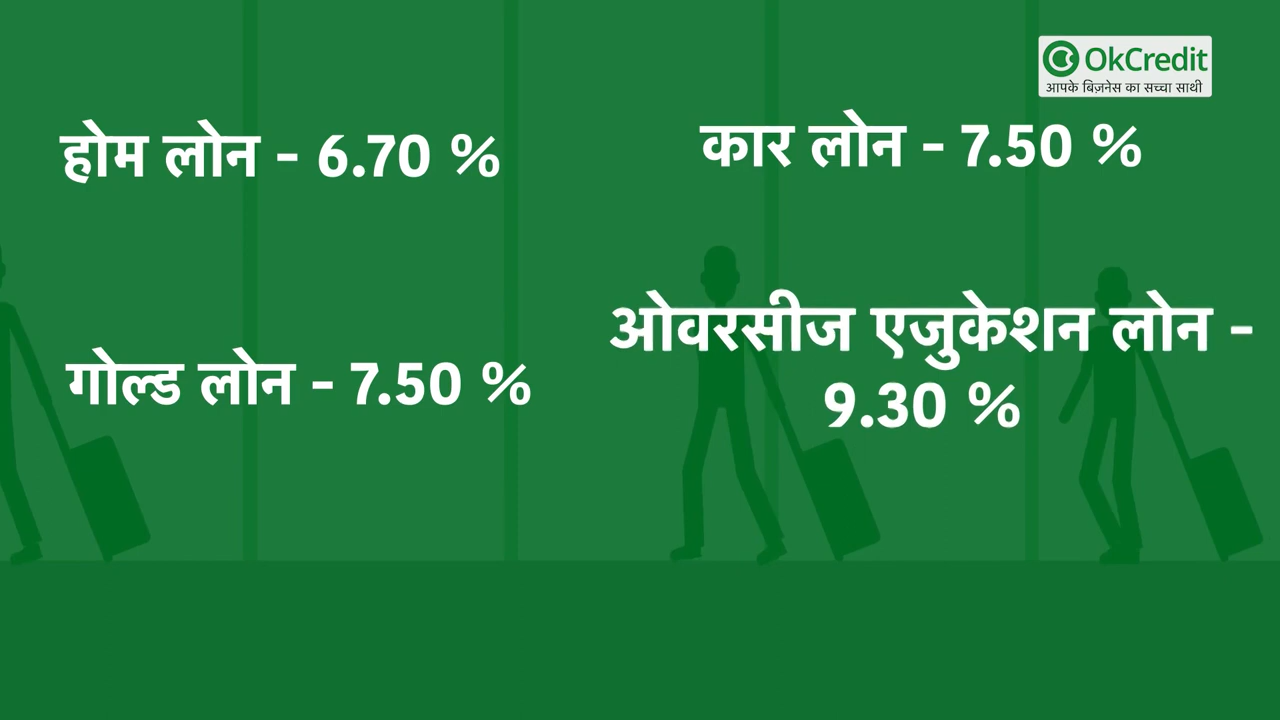 OkCredit
आपके बिज़नेस का सच्चा साथी
होम लोन - 6.70 %
कार लोन - 7.50 %
गोल्ड लोन - 7.50 %
ओवरसीज एजुकेशन लोन -
9.30 %